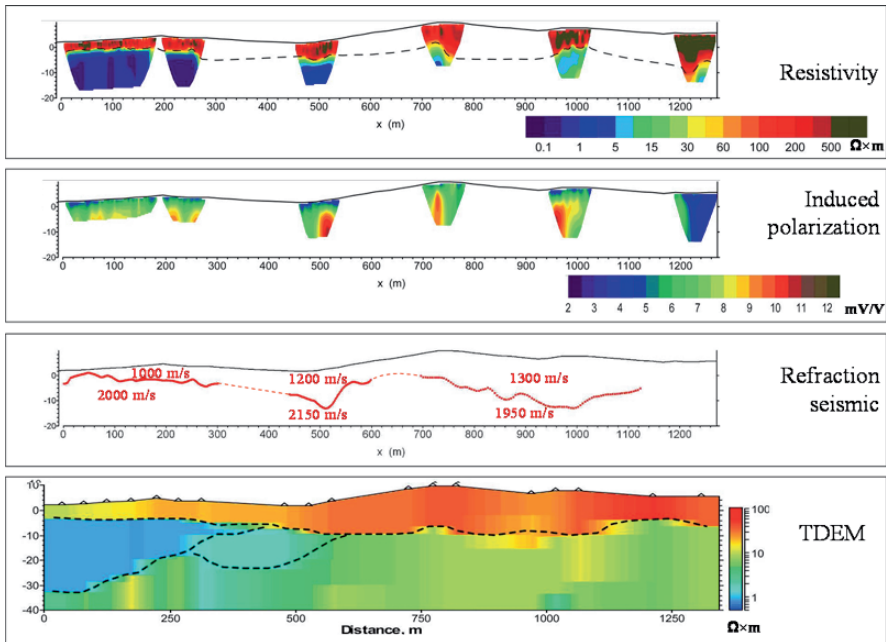 0
-10
-20
0 100 200 300 400 500 600 700 800 900 1000 1100 1200
x (m)
Resistivity
0.1 1 5 15 30 60 100 200 500 Ω×m
0
-10
-20
0 100 200 300 400 500 600 700 800 900 1000 1100 1200
x (m)
Induced
polarization
2 3 4 5 6 7 8 9 10 11 12 mV/V
0
-10
-20
1000 m/s 1200 m/s 1300 m/s
2000 m/s 2150 m/s 1950 m/s
0 100 200 300 400 500 600 700 800 900 1000 1100 1200
x (m)
Refraction
seismic
10
0
-10
-20
-30
-40
0 250 500 750 1000 1250
Distance. m
100
10
1
Ω×m
TDEM